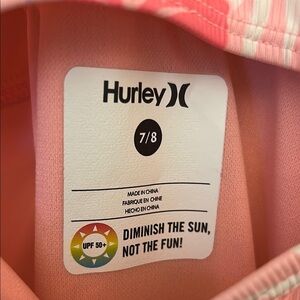 Hurley
7/8
MADE IN CHINA
FABRIQUE EN CHINE
HECHO EN CHINA
UPF 50+
DIMINISH THE SUN,
NOT THE FUN!